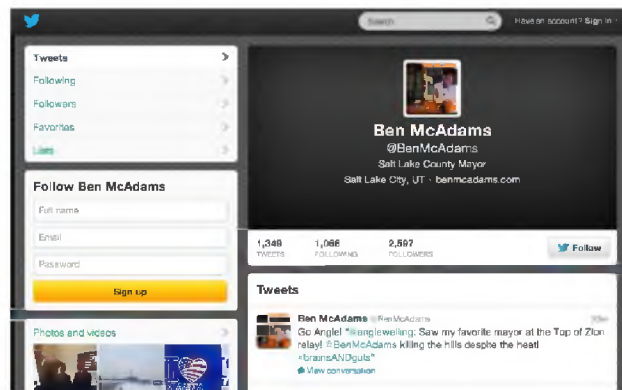 Search
Have an account? Sign in
Tweets
Following
Followers
Favorites
Lists
Follow Ben McAdams
Full name
Email
Password
Sign up
Photos and videos
Ben McAdams
@BenMcAdams
Salt Lake County Mayor
Salt Lake City, UT · benmcadams.com
1,349 TWEETS
1,066 FOLLOWING
2,597 FOLLOWERS
Follow
Tweets
Ben McAdams @BenMcAdams
Go Angie! "@angiewelling: Saw my favorite mayor at the Top of Zion
relay! @BenMcAdams killing the hills despite the heat!
#brainsANDguts"
View conversation